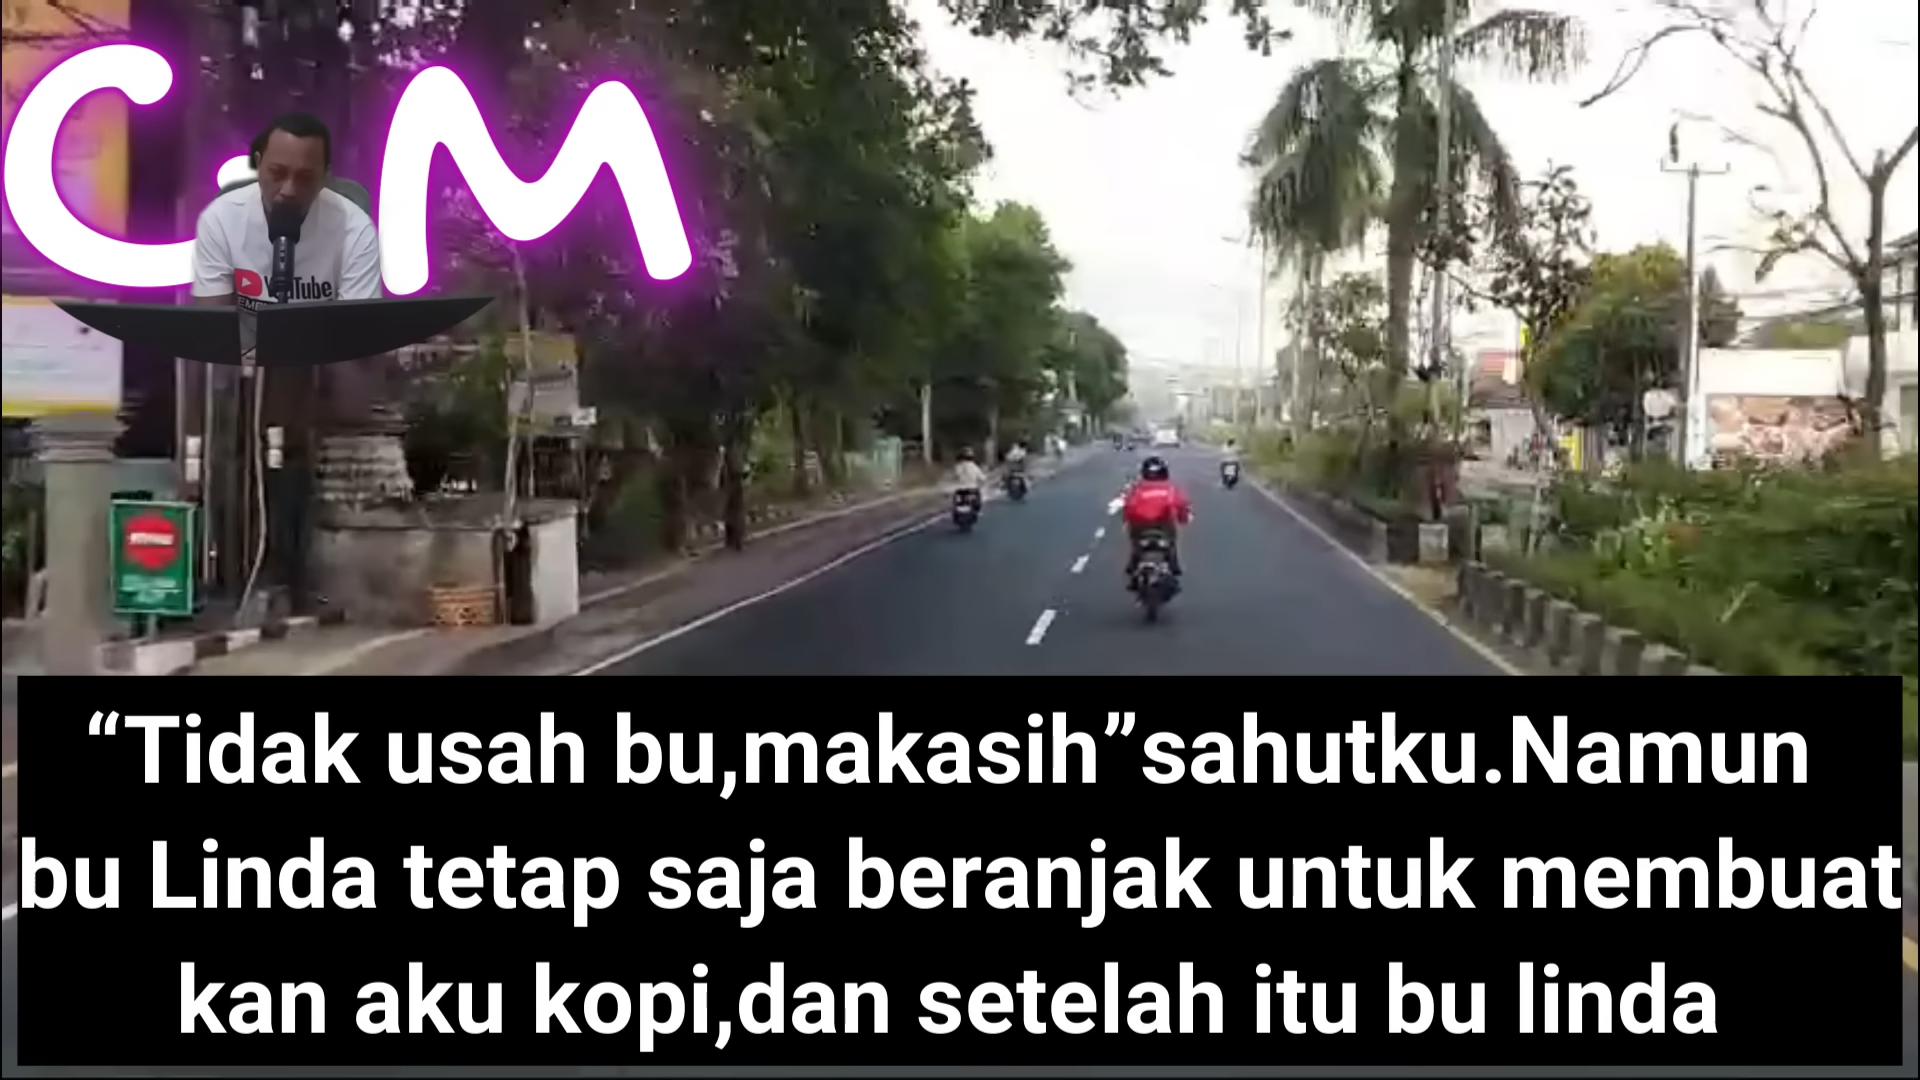 C M
YouTube
“Tidak usah bu,makasih”sahutku.Namun
bu Linda tetap saja beranjak untuk membuat
kan aku kopi,dan setelah itu bu linda